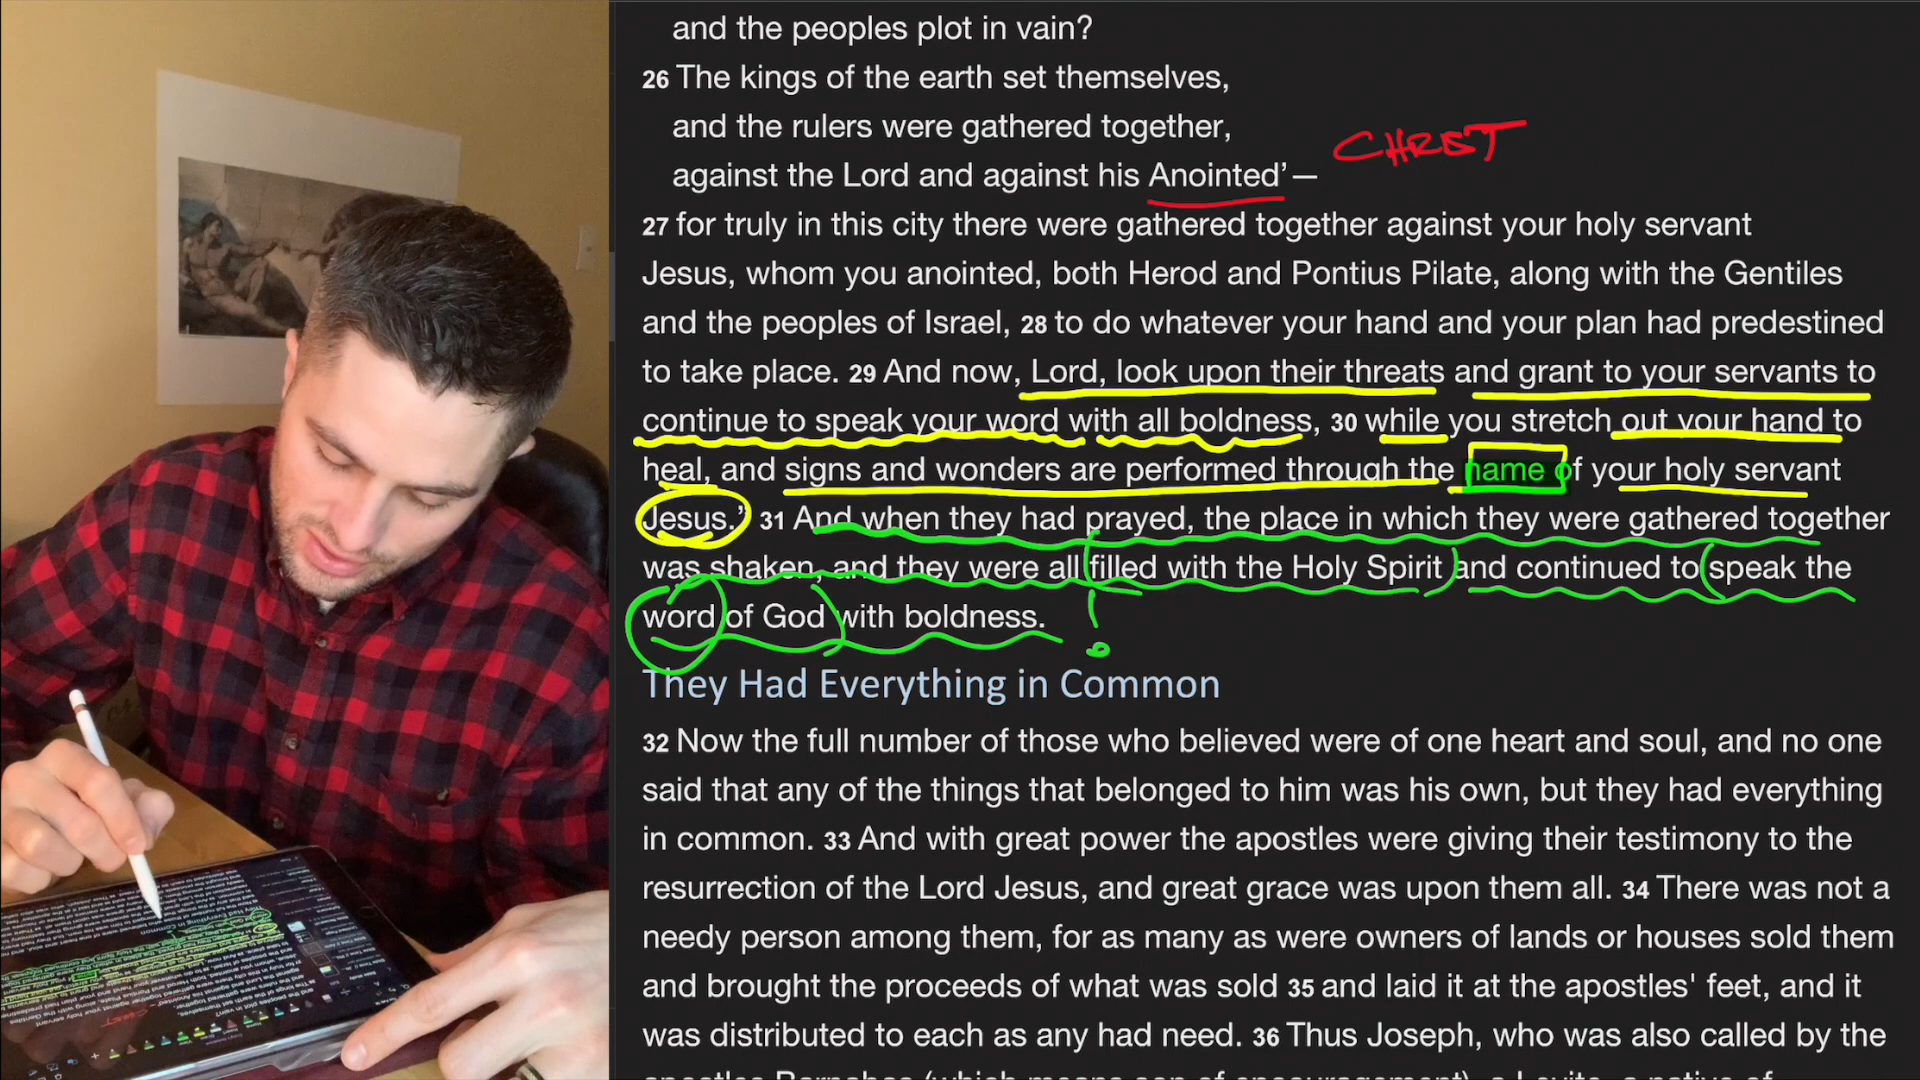 and the peoples plot in vain?
26 The kings of the earth set themselves,
and the rulers were gathered together,
CHRIST
against the Lord and against his Anointed’—
27 for truly in this city there were gathered together against your holy servant
Jesus, whom you anointed, both Herod and Pontius Pilate, along with the Gentiles
and the peoples of Israel, 28 to do whatever your hand and your plan had predestined
to take place. 29 And now, Lord, look upon their threats and grant to your servants to
continue to speak your word with all boldness, 30 while you stretch out your hand to
heal, and signs and wonders are performed through the name of your holy servant
Jesus.” 31 And when they had prayed, the place in which they were gathered together
was shaken, and they were all filled with the Holy Spirit and continued to speak the
word of God with boldness.
They Had Everything in Common
32 Now the full number of those who believed were of one heart and soul, and no one
said that any of the things that belonged to him was his own, but they had everything
in common. 33 And with great power the apostles were giving their testimony to the
resurrection of the Lord Jesus, and great grace was upon them all. 34 There was not a
needy person among them, for as many as were owners of lands or houses sold them
and brought the proceeds of what was sold 35 and laid it at the apostles' feet, and it
was distributed to each as any had need. 36 Thus Joseph, who was also called by the
apostles Barnabas (which means son of encouragement), a Levite, a native of